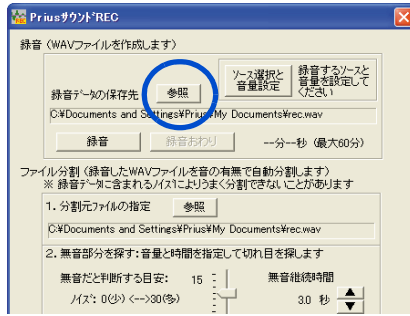 PriusｻｳﾝﾄﾞREC
録音 (WAVファイルを作成します)
録音ﾃﾞｰﾀの保存先 参照
ソース選択と
音量設定
録音するソースと
音量を設定して
ください
C:¥Documents and Settings¥Prius¥My Documents¥rec.wav
録音 録音おわり --分--秒 (最大60分)
ファイル分割 (録音したWAVファイルを音の有無で自動分割します)
※ 録音ﾃﾞｰﾀに含まれるﾉｲｽﾞによりうまく分割できないことがあります
1. 分割元ﾌｧｲﾙの指定 参照
C:¥Documents and Settings¥Prius¥My Documents¥rec.wav
2. 無音部分を探す:音量と時間を指定して切れ目を探します
無音だと判断する目安: 15 無音継続時間
ﾉｲｽﾞ: 0(少) <-->30(多) 3.0 秒